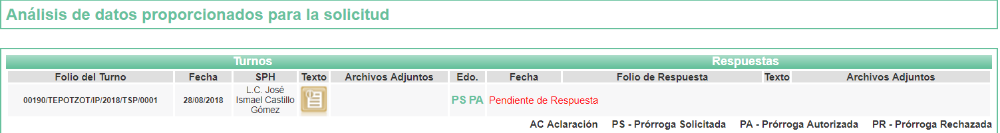 Análisis de datos proporcionados para la solicitud
Turnos Respuestas
Folio del Turno Fecha SPH Texto Archivos Adjuntos Edo. Fecha Folio de Respuesta Texto Archivos Adjuntos
00190/TEPOTZOT/IP/2018/TSP/0001 28/08/2018 L.C. José
Ismael Castillo
Gómez
PS PA Pendiente de Respuesta
AC Aclaración PS - Prórroga Solicitada PA - Prórroga Autorizada PR - Prórroga Rechazada